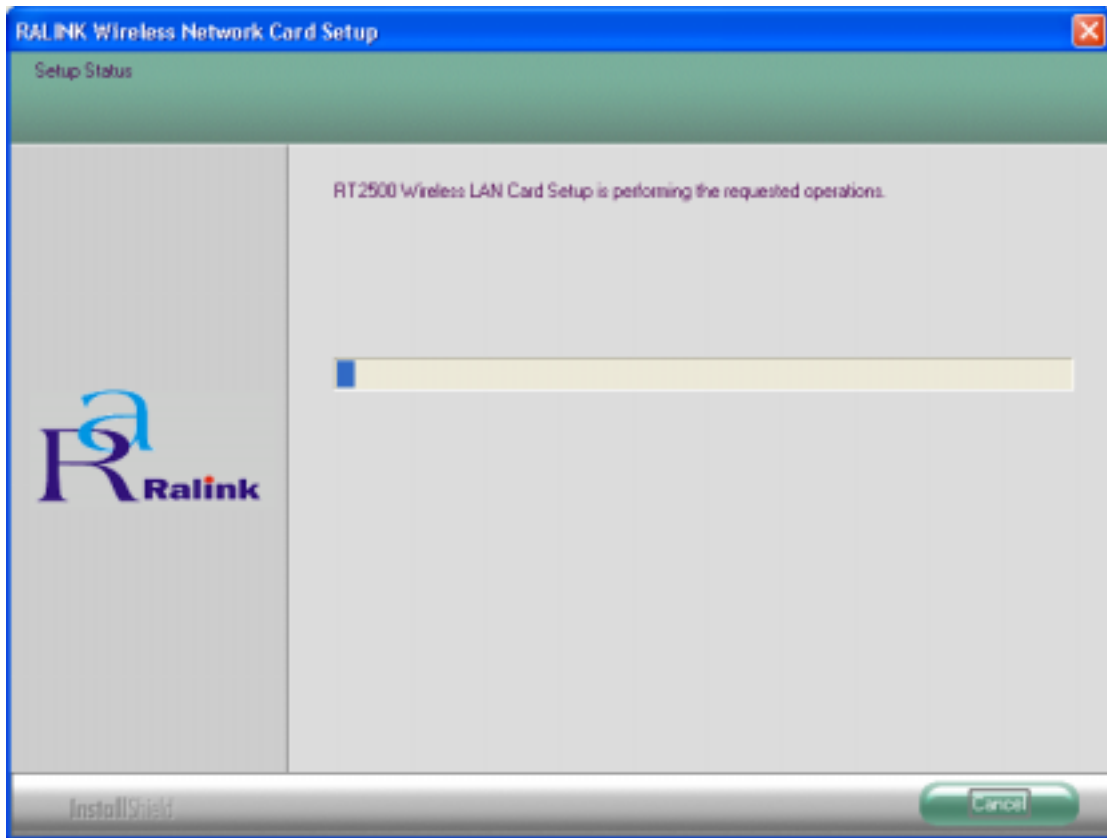 RALINK Wireless Network Card Setup
Setup Status
RT2500 Wireless LAN Card Setup is performing the requested operations.
Ra
Ralink
InstallShield
Cancel